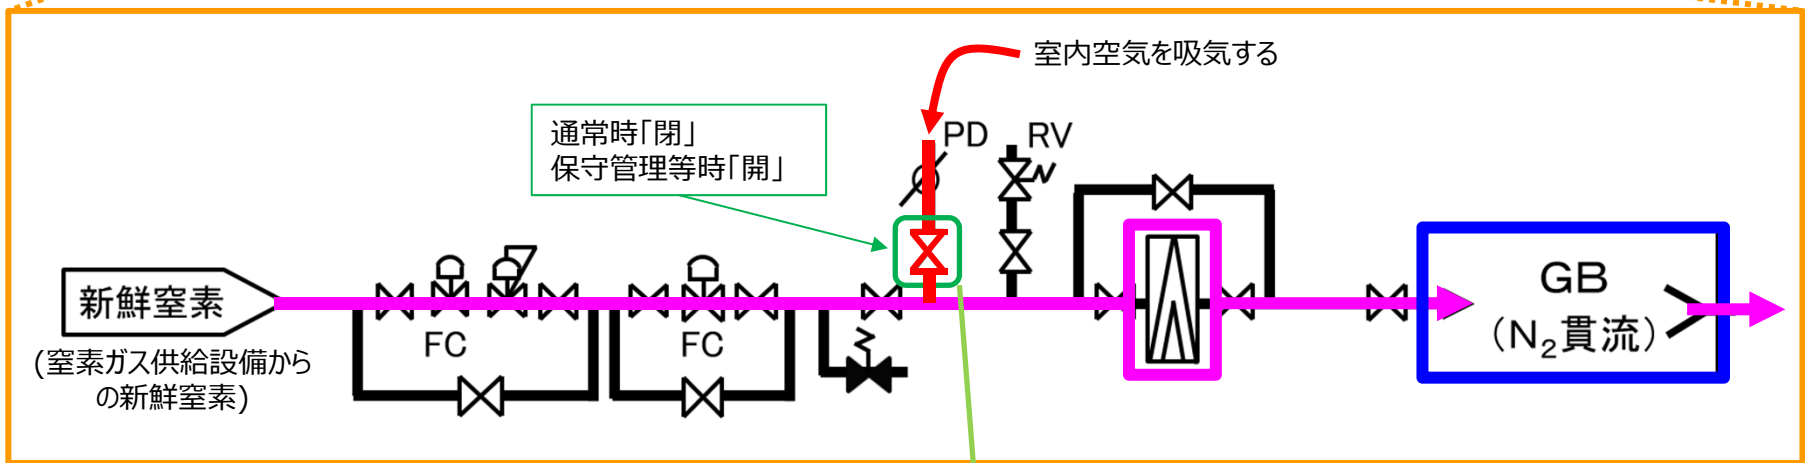 室内空気を吸気する
通常時「閉」
保守管理等時「開」
PD
RV
新鮮窒素
(窒素ガス供給設備から
の新鮮窒素)
FC
FC
GB
(N₂貫流)